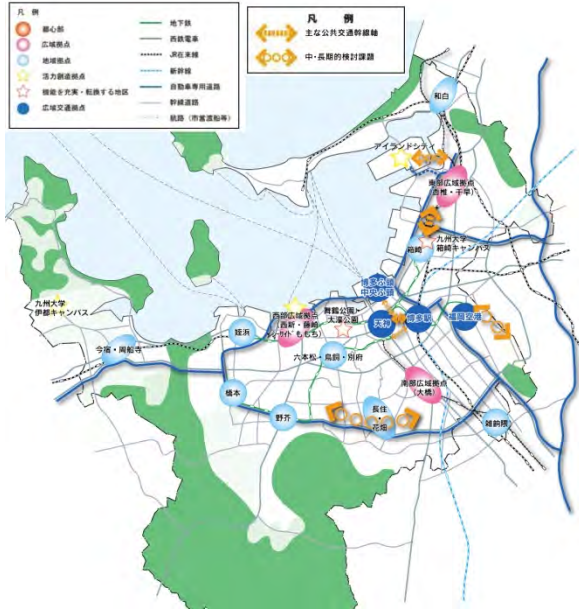 凡 例
都心部
広域拠点
地域拠点
活力創造拠点
機能を充実・転換する地区
広域交通拠点
地下鉄
西鉄電車
JR在来線
新幹線
自動車専用道路
幹線道路
航路（市営渡船等）
凡 例
主な公共交通幹線軸
中・長期的検討課題
和白
アイランドシティ
東部広域拠点
（香椎・千早）
九州大学
箱崎キャンパス
箱崎
博多ふ頭
中央ふ頭
九州大学
伊都キャンパス
西部広域拠点
（西新・藤崎
・シーサイドももち）
舞鶴公園・
大濠公園
天神
博多駅
福岡空港
姪浜
今宿・周船寺
六本松・鳥飼・別府
橋本
南部広域拠点
（大橋）
野芥
長住
・
花畑
雑餉隈